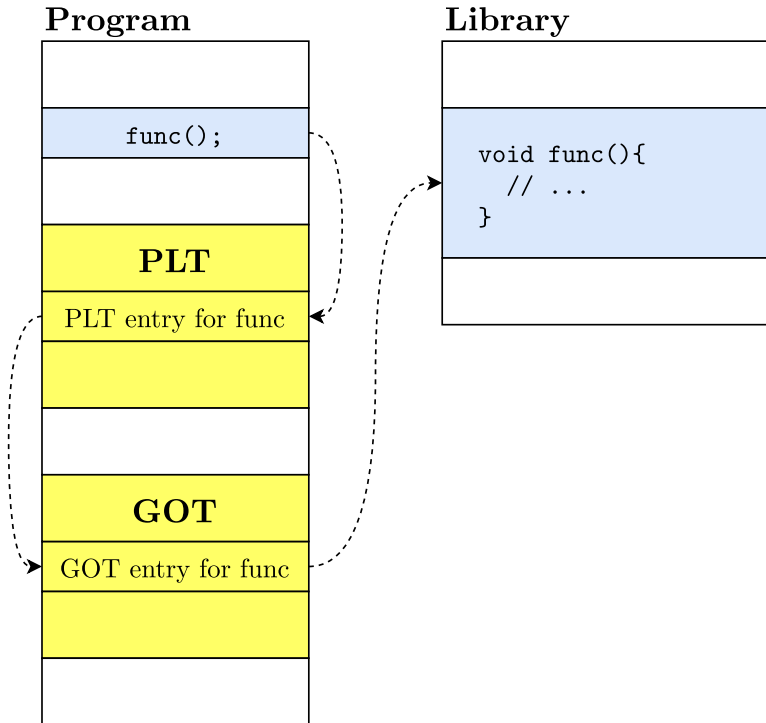 Program
func();
PLT
PLT entry for func
GOT
GOT entry for func
Library
void func(){
  // ...
}